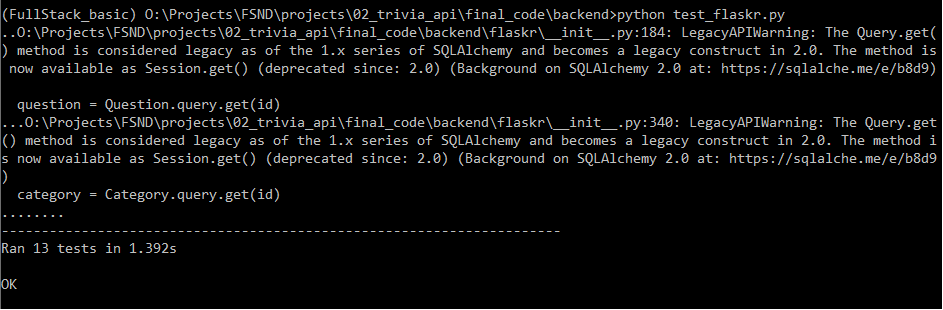 (FullStack_basic) O:\Projects\FSND\projects\02_trivia_api\final_code\backend>python test_flaskr.py
..O:\Projects\FSND\projects\02_trivia_api\final_code\backend\flaskr\__init__.py:184: LegacyAPIWarning: The Query.get(
) method is considered legacy as of the 1.x series of SQLAlchemy and becomes a legacy construct in 2.0. The method is
 now available as Session.get() (deprecated since: 2.0) (Background on SQLAlchemy 2.0 at: https://sqlalche.me/e/b8d9)
  question = Question.query.get(id)
...O:\Projects\FSND\projects\02_trivia_api\final_code\backend\flaskr\__init__.py:340: LegacyAPIWarning: The Query.get
() method is considered legacy as of the 1.x series of SQLAlchemy and becomes a legacy construct in 2.0. The method i
s now available as Session.get() (deprecated since: 2.0) (Background on SQLAlchemy 2.0 at: https://sqlalche.me/e/b8d9
)
  category = Category.query.get(id)
........
----------------------------------------------------------------------
Ran 13 tests in 1.392s
OK